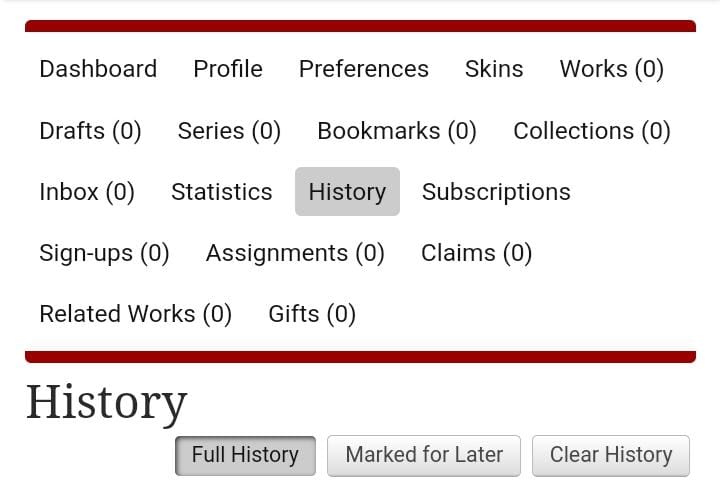 Dashboard Profile Preferences Skins Works (0)
Drafts (0) Series (0) Bookmarks (0) Collections (0)
Inbox (0) Statistics History Subscriptions
Sign-ups (0) Assignments (0) Claims (0)
Related Works (0) Gifts (0)
History
Full History Marked for Later Clear History